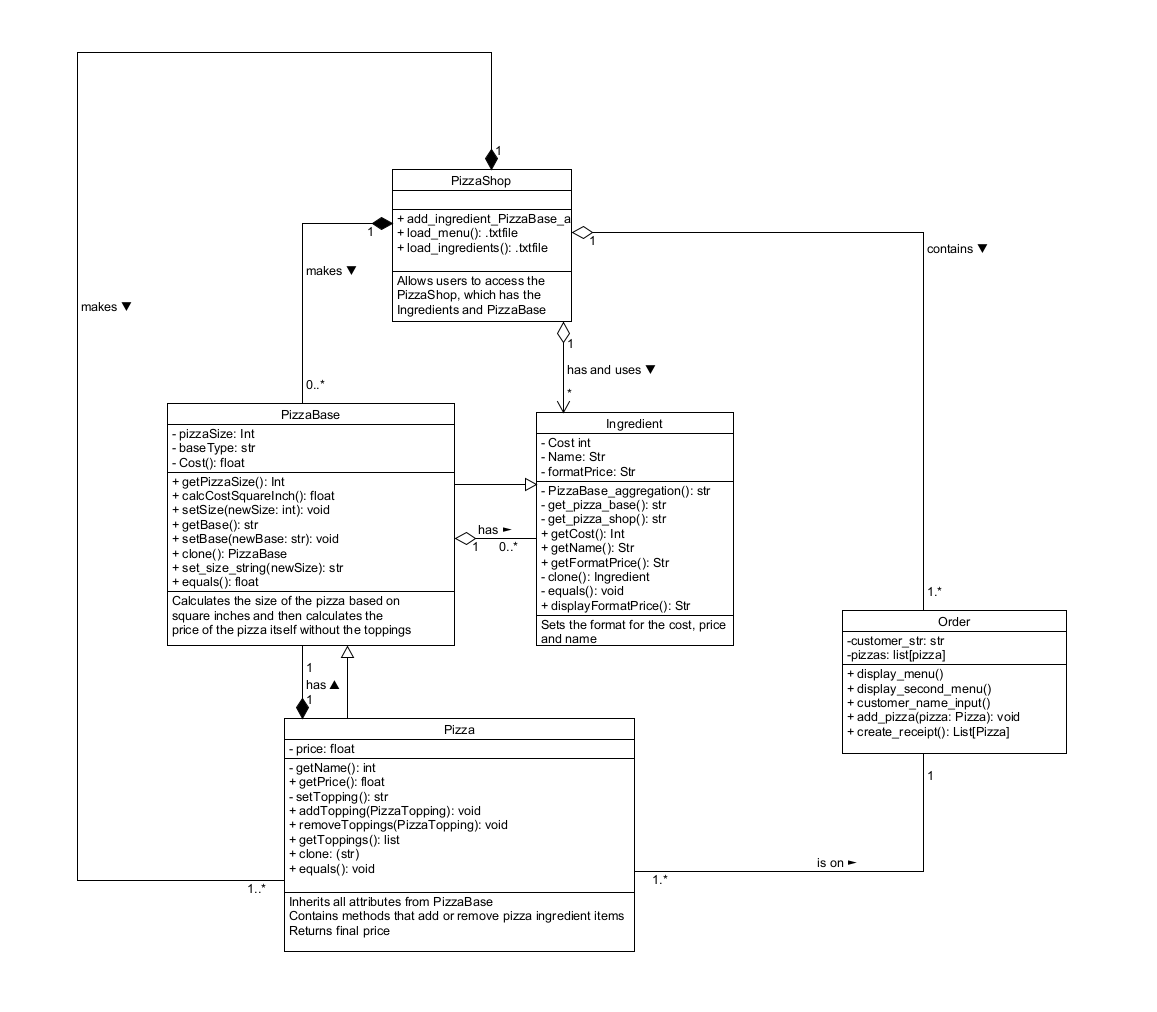 1
PizzaShop
+ add_ingredient_PizzaBase_a
+ load_menu(): .txtfile
+ load_ingredients(): .txtfile
Allows users to access the
PizzaShop, which has the
Ingredients and PizzaBase
1
1
contains ▼
makes ▼
makes ▼
1
has and uses ▼
*
0..*
PizzaBase
- pizzaSize: Int
- baseType: str
- Cost(): float
+ getPizzaSize(): Int
+ calcCostSquareInch(): float
+ setSize(newSize: int): void
+ getBase(): str
+ setBase(newBase: str): void
+ clone(): PizzaBase
+ set_size_string(newSize): str
+ equals(): float
Calculates the size of the pizza based on
square inches and then calculates the
price of the pizza itself without the toppings
has ►
1
0..*
Ingredient
- Cost int
- Name: Str
- formatPrice: Str
- PizzaBase_aggregation(): str
- get_pizza_base(): str
- get_pizza_shop(): str
+ getCost(): Int
+ getName(): Str
+ getFormatPrice(): Str
- clone(): Ingredient
- equals(): void
+ displayFormatPrice(): Str
Sets the format for the cost, price
and name
1.*
Order
-customer_str: str
-pizzas: list[pizza]
+ display_menu()
+ display_second_menu()
+ customer_name_input()
+ add_pizza(pizza: Pizza): void
+ create_receipt(): List[Pizza]
1
1
has ▲
1
Pizza
- price: float
- getName(): int
+ getPrice(): float
- setTopping(): str
+ addTopping(PizzaTopping): void
+ removeToppings(PizzaTopping): void
+ getToppings(): list
+ clone: (str)
+ equals(): void
Inherits all attributes from PizzaBase
Contains methods that add or remove pizza ingredient items
Returns final price
is on ►
1.*
1..*